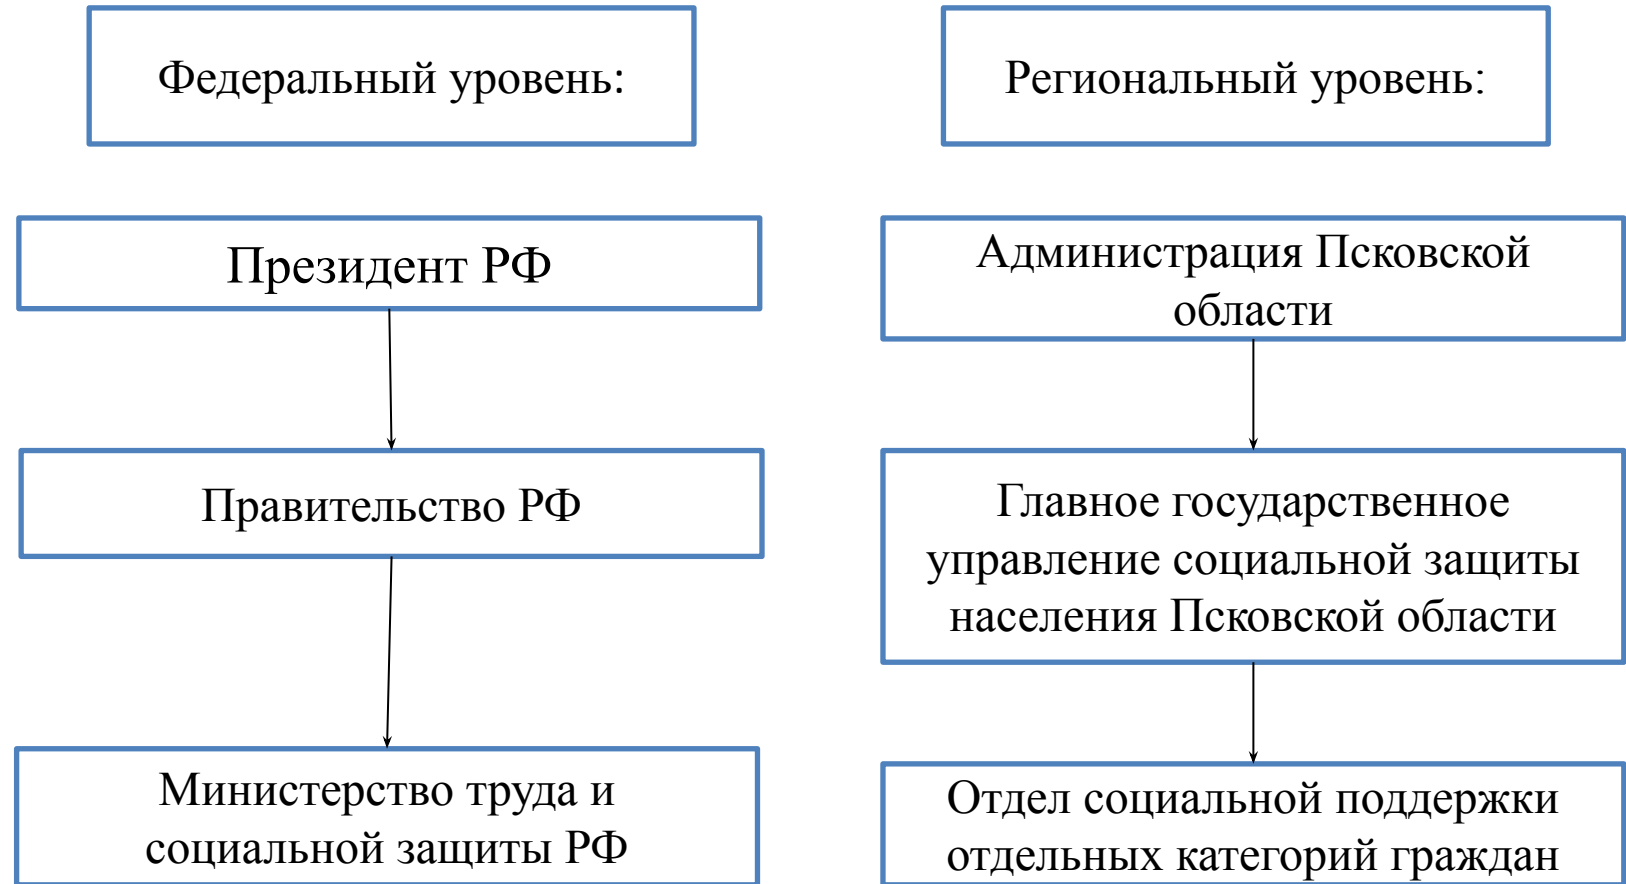 Федеральный уровень:
Президент РФ
Правительство РФ
Министерство труда и
социальной защиты РФ
Региональный уровень:
Администрация Псковской
области
Главное государственное
управление социальной защиты
населения Псковской области
Отдел социальной поддержки
отдельных категорий граждан